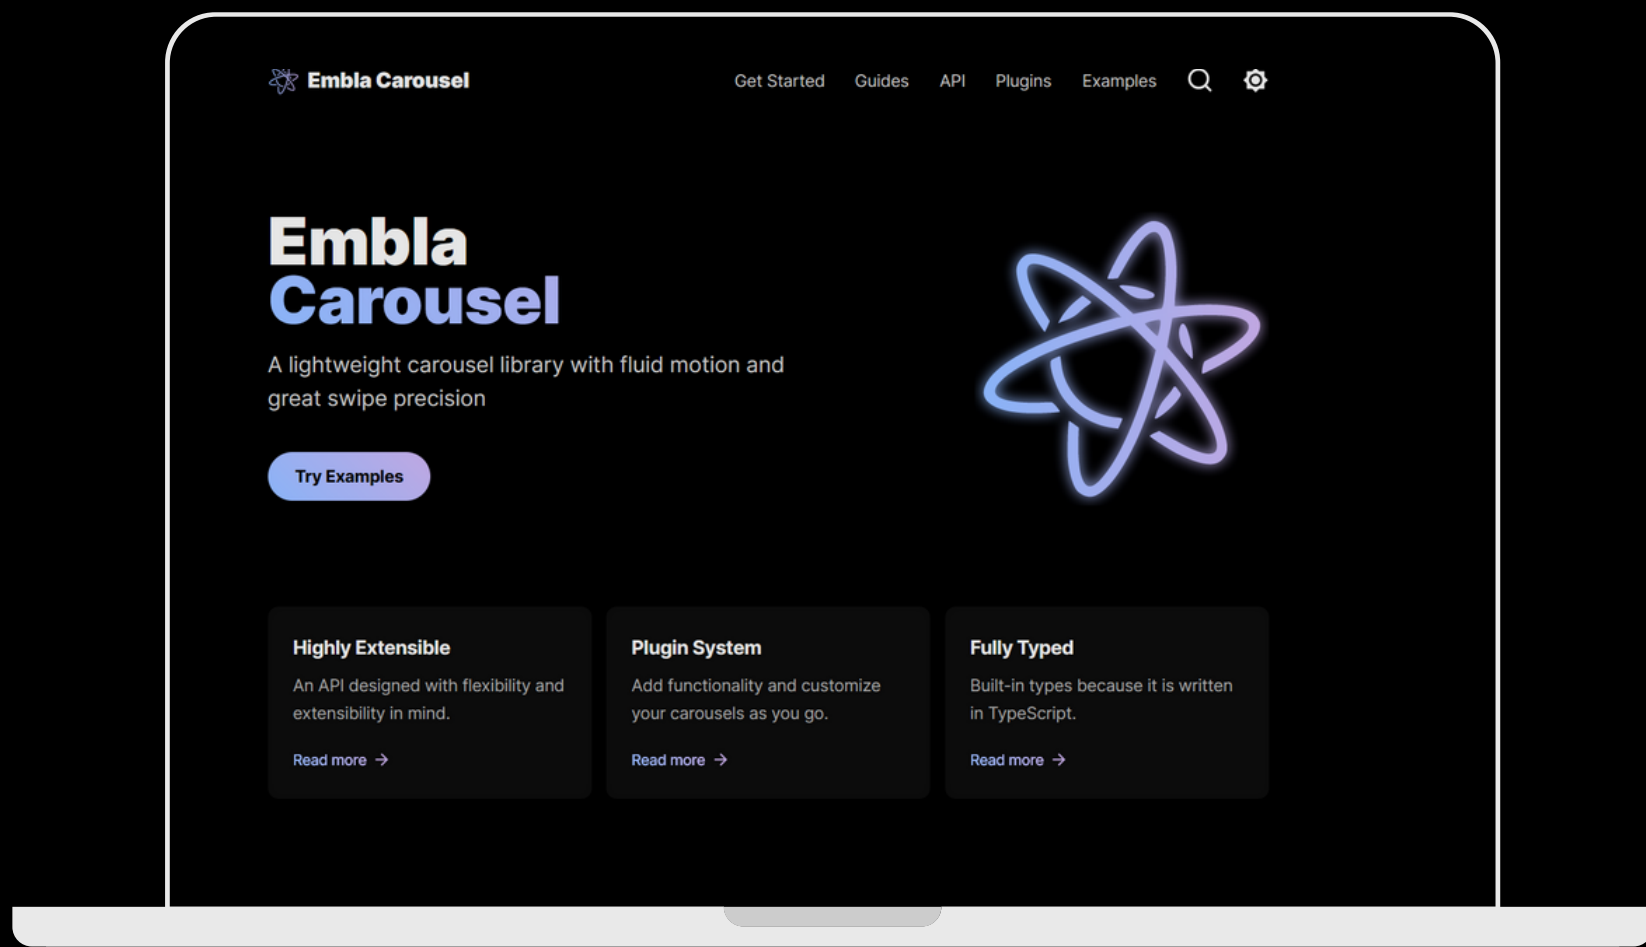 Embla Carousel
Get Started Guides API Plugins Examples
Embla
Carousel
A lightweight carousel library with fluid motion and
great swipe precision
Try Examples
Highly Extensible
An API designed with flexibility and
extensibility in mind.
Read more →
Plugin System
Add functionality and customize
your carousels as you go.
Read more →
Fully Typed
Built-in types because it is written
in TypeScript.
Read more →